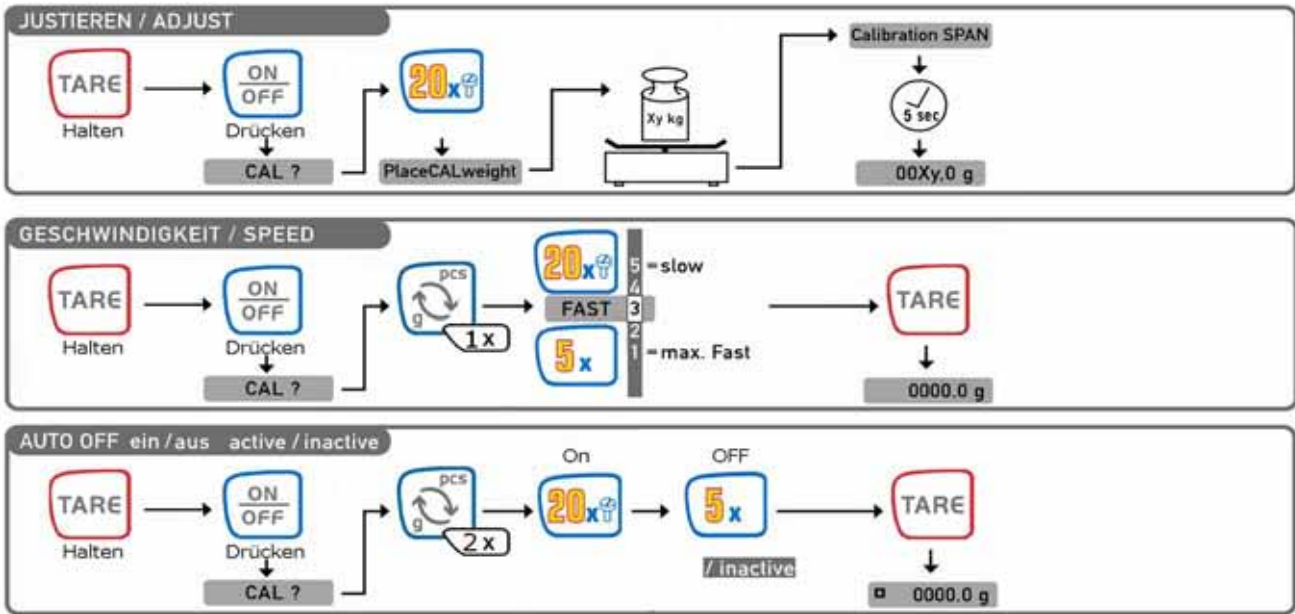 JUSTIEREN / ADJUST
TARE
Halten
ON
OFF
Drücken
CAL ?
20x
PlaceCALweight
Xy kg
Calibration SPAN
5 sec
00Xy,0 g
GESCHWINDIGKEIT / SPEED
TARE
Halten
ON
OFF
Drücken
CAL ?
pcs
g
1x
20x
FAST
5x
5 =slow
4
3
2
1 =max. Fast
TARE
0000.0 g
AUTO OFF ein/aus active/inactive
TARE
Halten
ON
OFF
Drücken
CAL ?
pcs
g
2x
On
20x
OFF
5x
/ inactive
TARE
0000.0 g